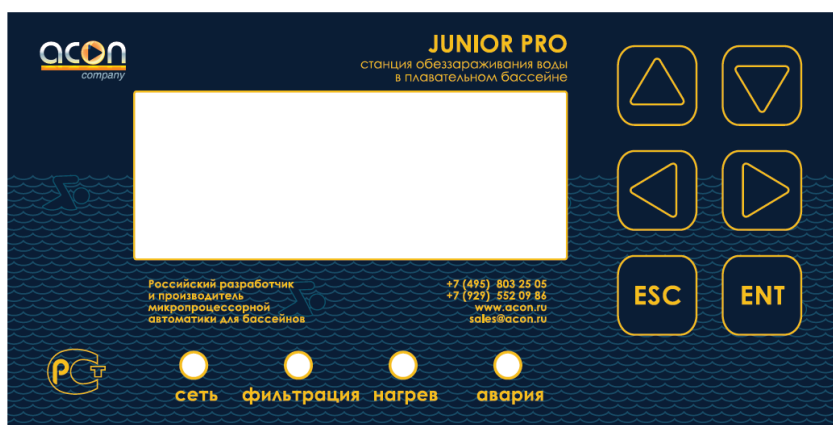 acon
company
JUNIOR PRO
станция обеззараживания воды
в плавательном бассейне
Российский разработчик
и производитель
микропроцессорной
автоматики для бассейнов
+7 (495) 803 25 05
+7 (929) 552 09 86
www.acon.ru
sales@acon.ru
ESC
ENT
РСТ
сеть
фильтрация
нагрев
авария